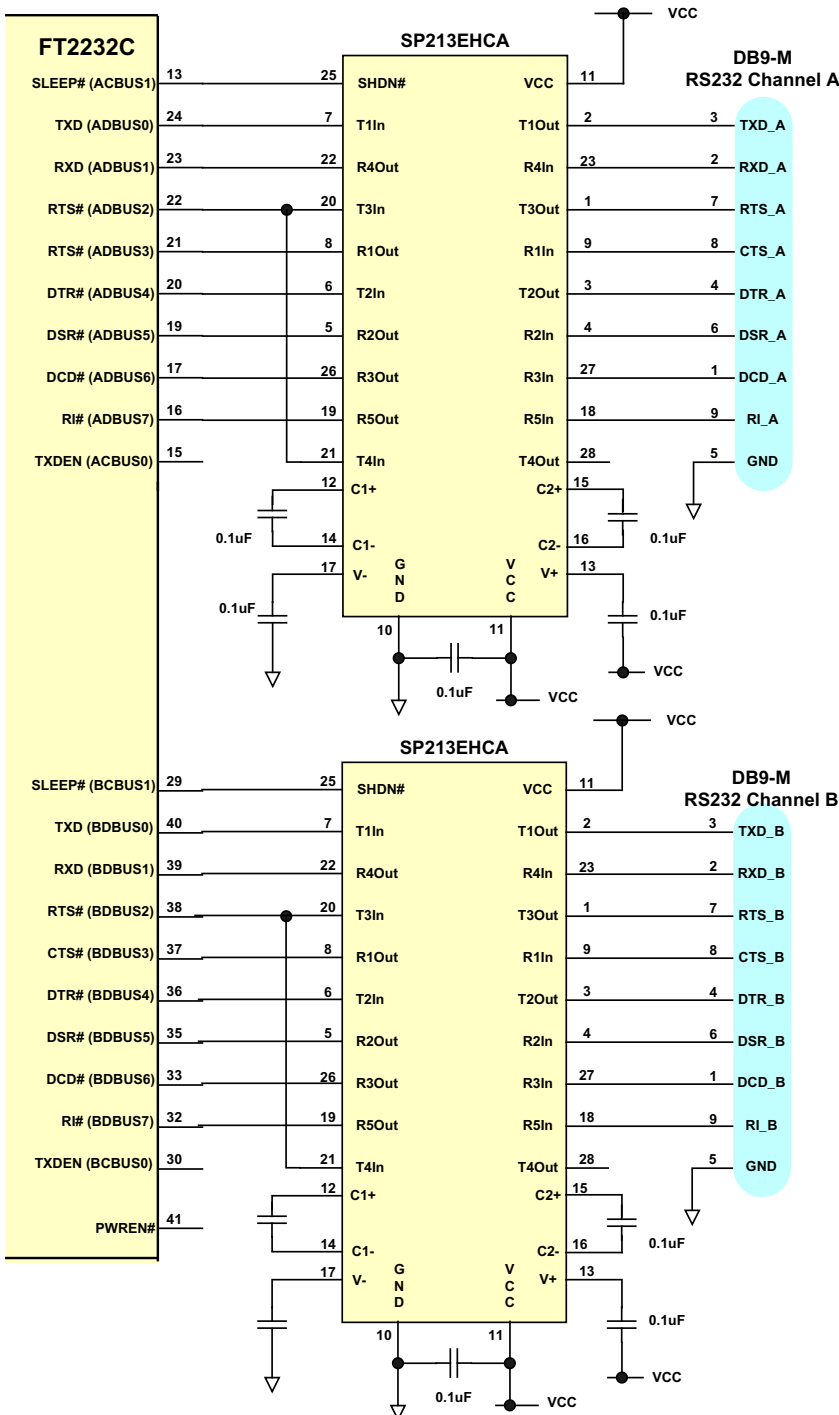 VCC
FT2232C
SP213EHCA
DB9-M
RS232 Channel A
SLEEP# (ACBUS1) 13 25 SHDN# VCC 11
TXD (ADBUS0) 24 7 T1In T1Out 2 3 TXD_A
RXD (ADBUS1) 23 22 R4Out R4In 23 2 RXD_A
RTS# (ADBUS2) 22 20 T3In T3Out 1 7 RTS_A
RTS# (ADBUS3) 21 8 R1Out R1In 9 8 CTS_A
DTR# (ADBUS4) 20 6 T2In T2Out 3 4 DTR_A
DSR# (ADBUS5) 19 5 R2Out R2In 4 6 DSR_A
DCD# (ADBUS6) 17 26 R3Out R3In 27 1 DCD_A
RI# (ADBUS7) 16 19 R5Out R5In 18 9 RI_A
TXDEN (ACBUS0) 15 21 T4In T4Out 28 5 GND
12 C1+ C2+ 15
0.1uF 0.1uF
14 C1- C2- 16
17 V- GND VCC V+ 13
0.1uF 0.1uF
10 11
0.1uF VCC VCC
VCC
SP213EHCA
DB9-M
RS232 Channel B
SLEEP# (BCBUS1) 29 25 SHDN# VCC 11
TXD (BDBUS0) 40 7 T1In T1Out 2 3 TXD_B
RXD (BDBUS1) 39 22 R4Out R4In 23 2 RXD_B
RTS# (BDBUS2) 38 20 T3In T3Out 1 7 RTS_B
CTS# (BDBUS3) 37 8 R1Out R1In 9 8 CTS_B
DTR# (BDBUS4) 36 6 T2In T2Out 3 4 DTR_B
DSR# (BDBUS5) 35 5 R2Out R2In 4 6 DSR_B
DCD# (BDBUS6) 33 26 R3Out R3In 27 1 DCD_B
RI# (BDBUS7) 32 19 R5Out R5In 18 9 RI_B
TXDEN (BCBUS0) 30 21 T4In T4Out 28 5 GND
12 C1+ C2+ 15
PWREN# 41
0.1uF
14 C1- C2- 16
17 V- GND VCC V+ 13
0.1uF
10 11
0.1uF VCC VCC